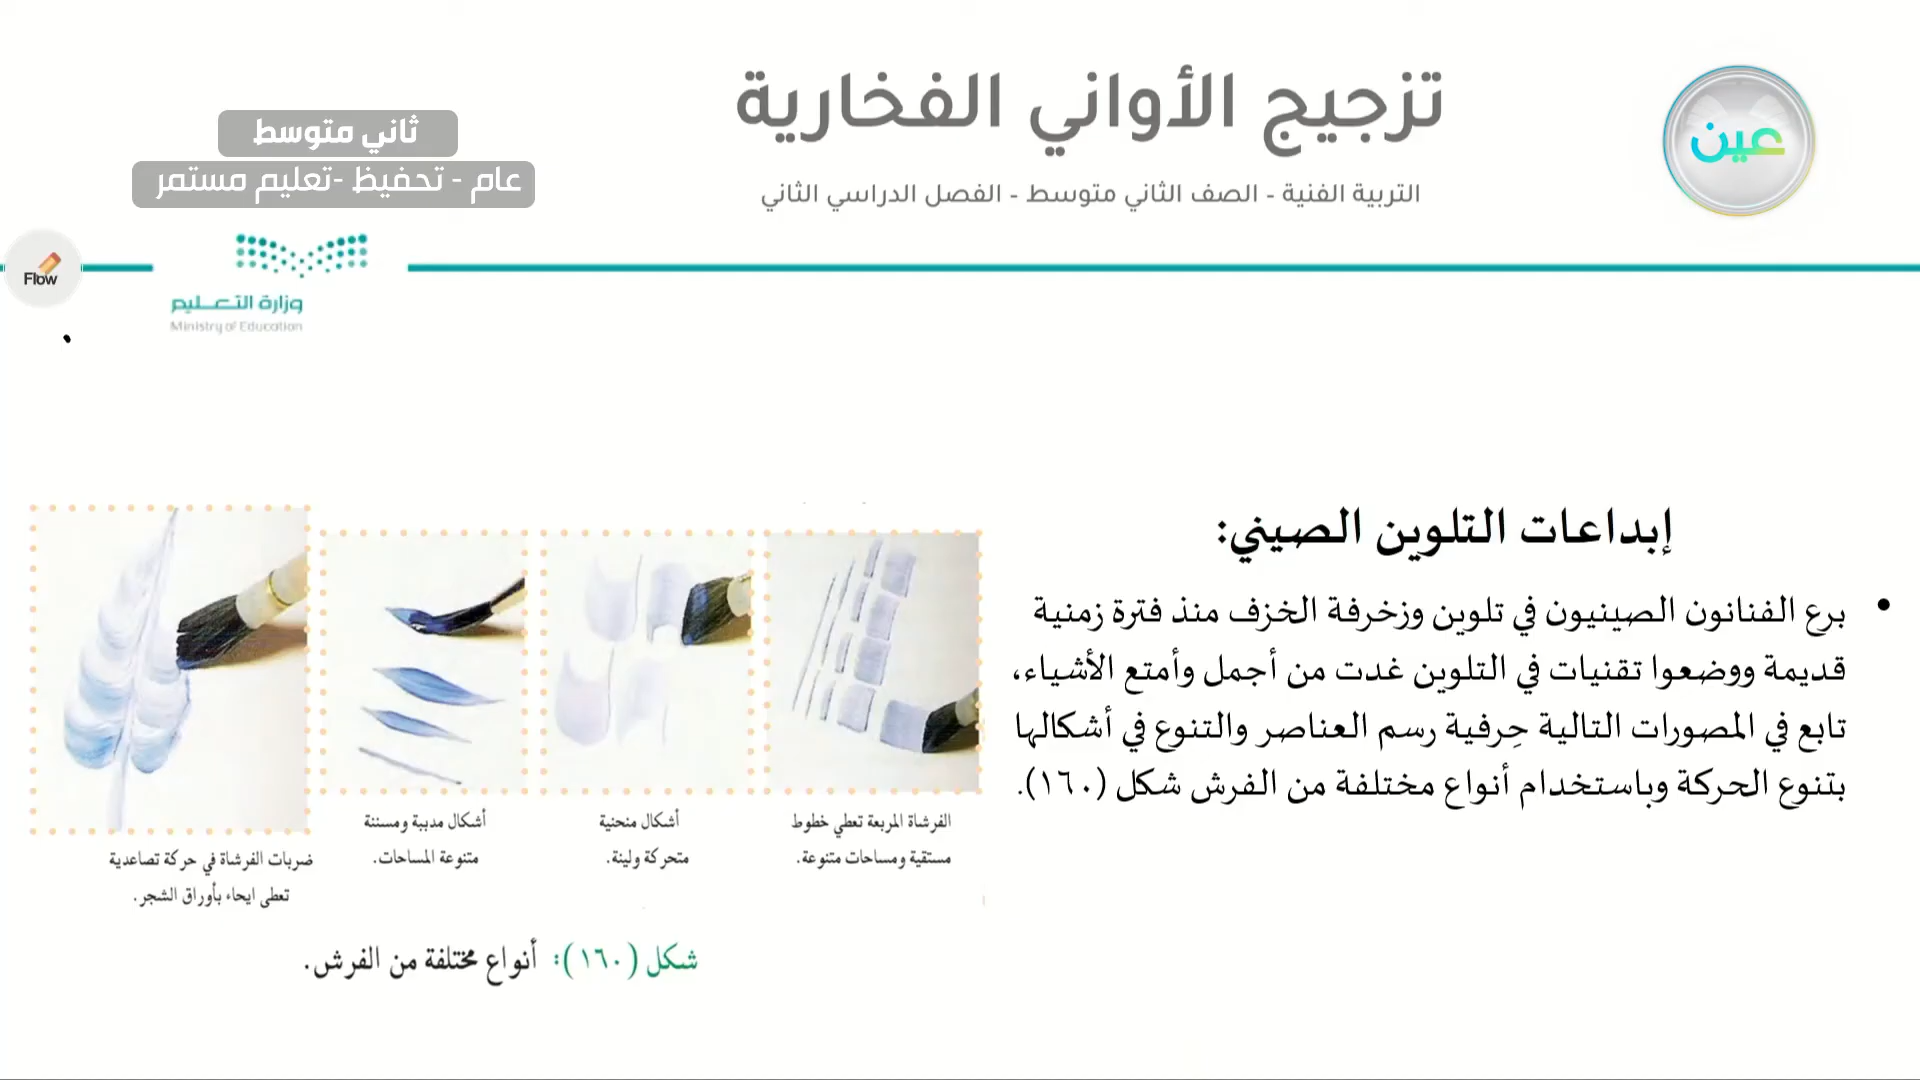 تزجيج الأواني الفخارية
التربية الفنية - الصف الثاني متوسط - الفصل الدراسي الثاني
عين
ثاني متوسط
عام - تحفيظ -تعليم مستمر
Flow
وزارة التعـــليم
Ministry of Education
إبداعات التلوين الصيني:
• برع الفنانون الصينيون في تلوين وزخرفة الخزف منذ فترة زمنية
قديمة ووضعوا تقنيات في التلوين غدت من أجمل وأمتع الأشياء،
تابع في المصورات التالية حِرفية رسم العناصر والتنوع في أشكالها
بتنوع الحركة وباستخدام أنواع مختلفة من الفرش شكل (١٦٠).
الفرشاة المربعة تعطي خطوط
مستقية ومساحات متنوعة.
أشكال منحنية
متحركة ولينة.
أشكال مدببة ومسننة
متنوعة المساحات.
ضربات الفرشاة في حركة تصاعدية
تعطى ايحاء بأوراق الشجر.
شكل (١٦٠): أنواع مختلفة من الفرش.